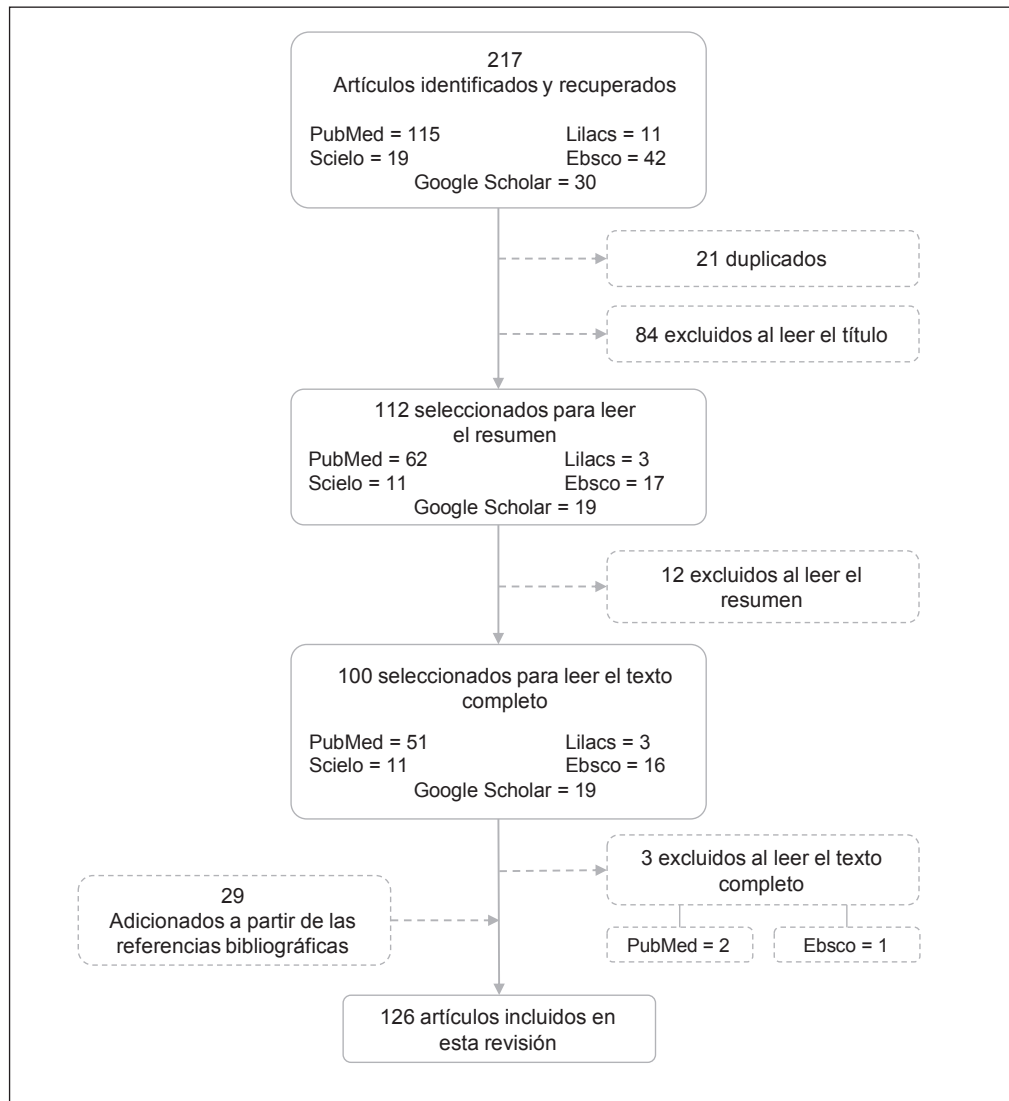 217
Artículos identificados y recuperados
PubMed = 115 Lilacs = 11
Scielo = 19 Ebsco = 42
Google Scholar = 30
21 duplicados
84 excluidos al leer el título
112 seleccionados para leer
el resumen
PubMed = 62 Lilacs = 3
Scielo = 11 Ebsco = 17
Google Scholar = 19
12 excluidos al leer el
resumen
100 seleccionados para leer el texto
completo
PubMed = 51 Lilacs = 3
Scielo = 11 Ebsco = 16
Google Scholar = 19
3 excluidos al leer el texto
completo
PubMed = 2 Ebsco = 1
29
Adicionados a partir de las
referencias bibliográficas
126 artículos incluidos en
esta revisión